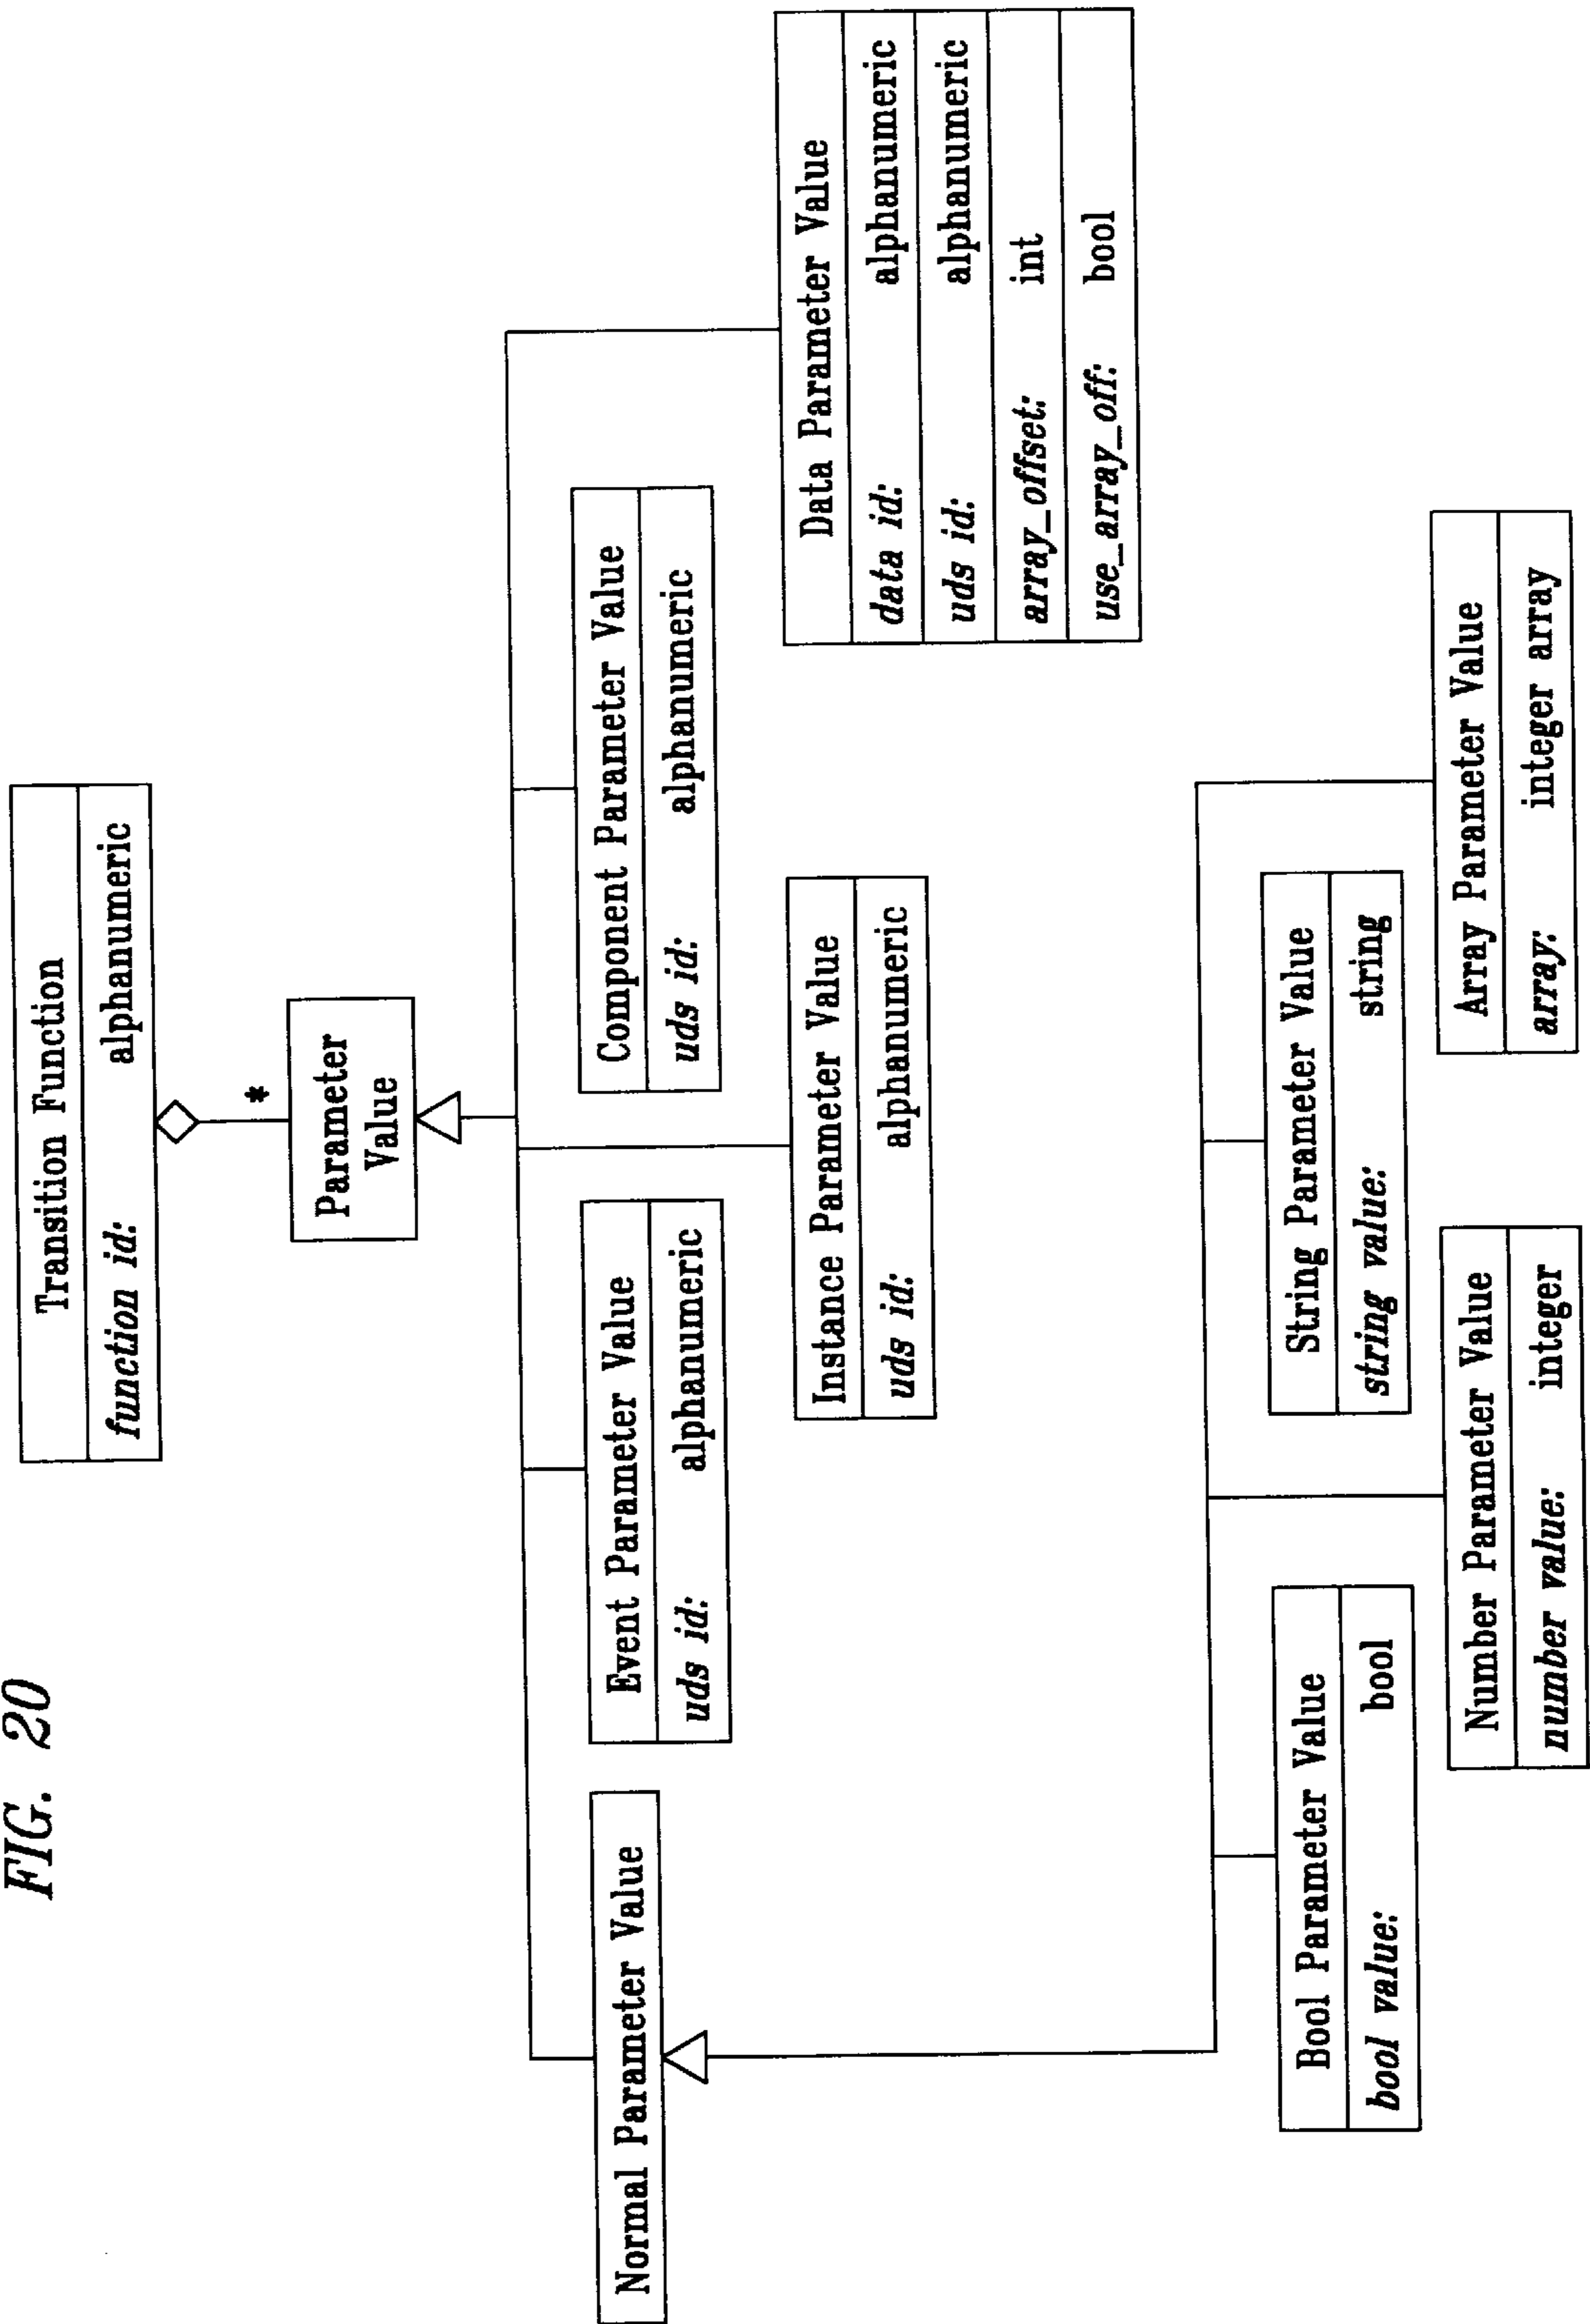 FIG. 20
Transition Function
function id: alphanumeric
*
Parameter
Value
Normal Parameter Value
Event Parameter Value
uds id: alphanumeric
Instance Parameter Value
uds id: alphanumeric
Component Parameter Value
uds id: alphanumeric
Data Parameter Value
data id: alphanumeric
uds id: alphanumeric
array_offset: int
use_array_off: bool
Bool Parameter Value
bool value: bool
Number Parameter Value
number value: integer
String Parameter Value
string value: string
Array Parameter Value
array: integer array